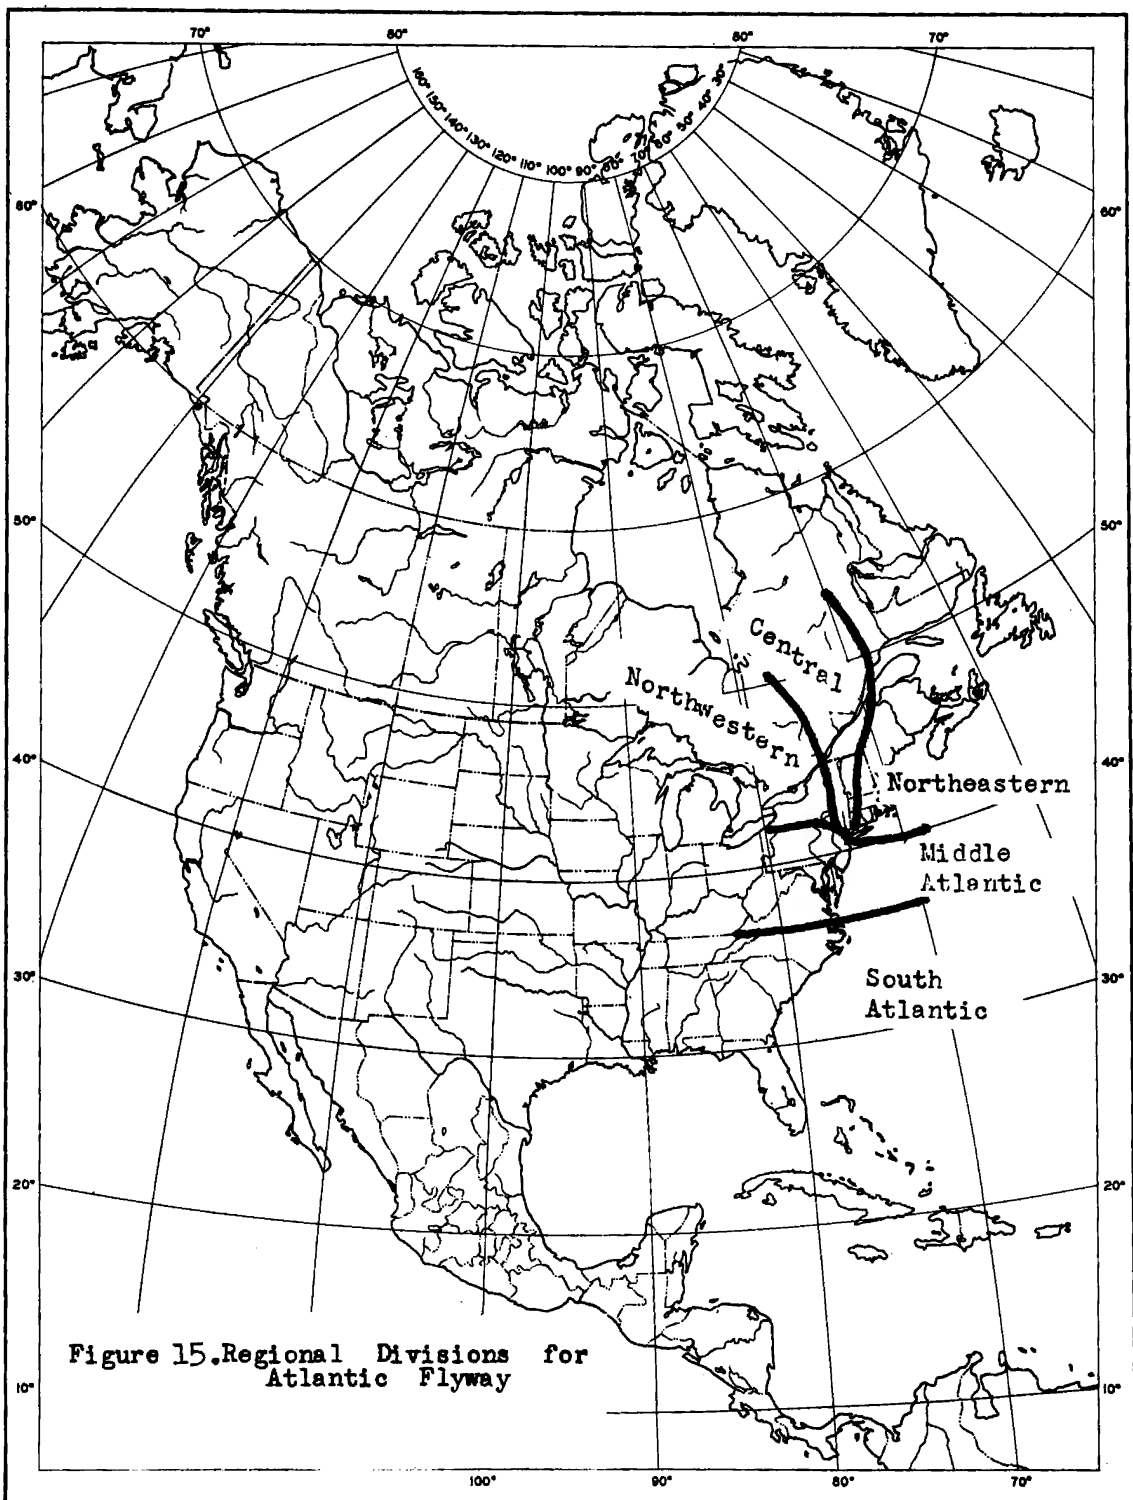 70° 80° 80° 70°
180° 150° 140° 130° 120° 110° 100° 90° 80° 70° 60° 50° 40° 30°
60° 60°
50° 50°
Central
Northwestern
40° 40°
Northeastern
Middle
Atlantic
30° 30°
South
Atlantic
20° 20°
Figure 15.Regional Divisions for
Atlantic Flyway
10° 10°
100° 90° 80° 70°